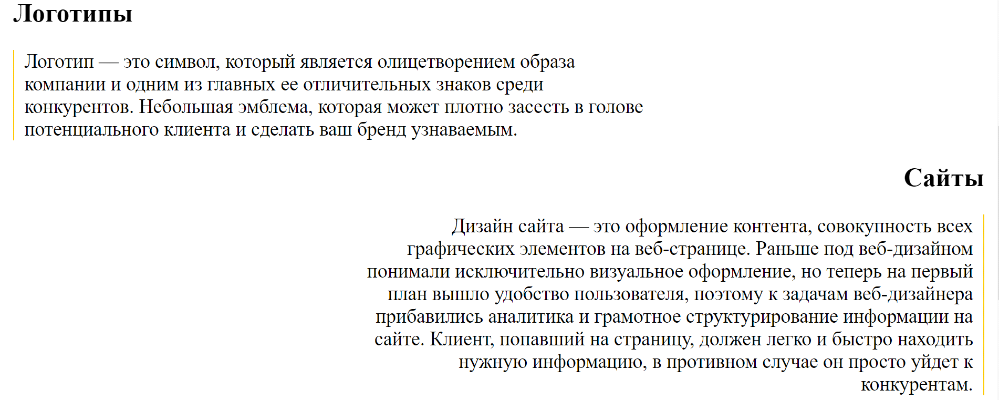 Логотипы
Логотип — это символ, который является олицетворением образа
компании и одним из главных ее отличительных знаков среди
конкурентов. Небольшая эмблема, которая может плотно засесть в голове
потенциального клиента и сделать ваш бренд узнаваемым.
Сайты
Дизайн сайта — это оформление контента, совокупность всех
графических элементов на веб-странице. Раньше под веб-дизайном
понимали исключительно визуальное оформление, но теперь на первый
план вышло удобство пользователя, поэтому к задачам веб-дизайнера
прибавились аналитика и грамотное структурирование информации на
сайте. Клиент, попавший на страницу, должен легко и быстро находить
нужную информацию, в противном случае он просто уйдет к
конкурентам.